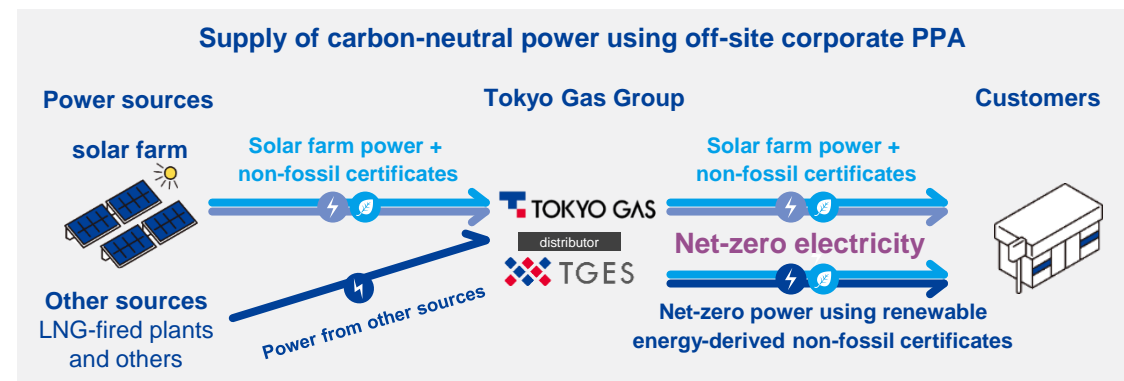 Supply of carbon-neutral power using off-site corporate PPA
Power sources
Tokyo Gas Group
Customers
solar farm
Solar farm power +
non-fossil certificates
Solar farm power +
non-fossil certificates
TOKYO GAS
distributor
TGES
Net-zero electricity
Other sources
LNG-fired plants
and others
Power from other sources
Net-zero power using renewable
energy-derived non-fossil certificates